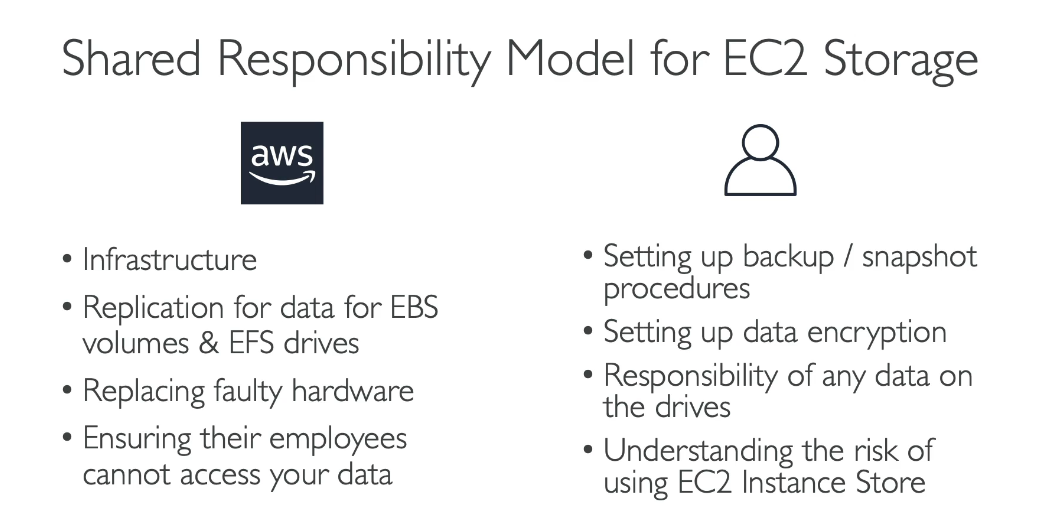 Shared Responsibility Model for EC2 Storage
aws
• Infrastructure
• Replication for data for EBS
volumes & EFS drives
• Replacing faulty hardware
• Ensuring their employees
cannot access your data
• Setting up backup / snapshot
procedures
• Setting up data encryption
• Responsibility of any data on
the drives
• Understanding the risk of
using EC2 Instance Store